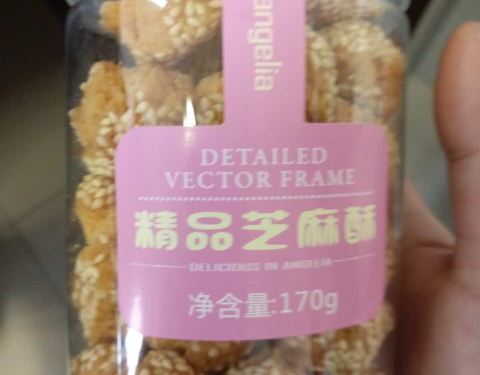 angelia
DETAILED
VECTOR FRAME
精品芝麻酥
DELICIOUS IN ANGELIA
净含量:170g